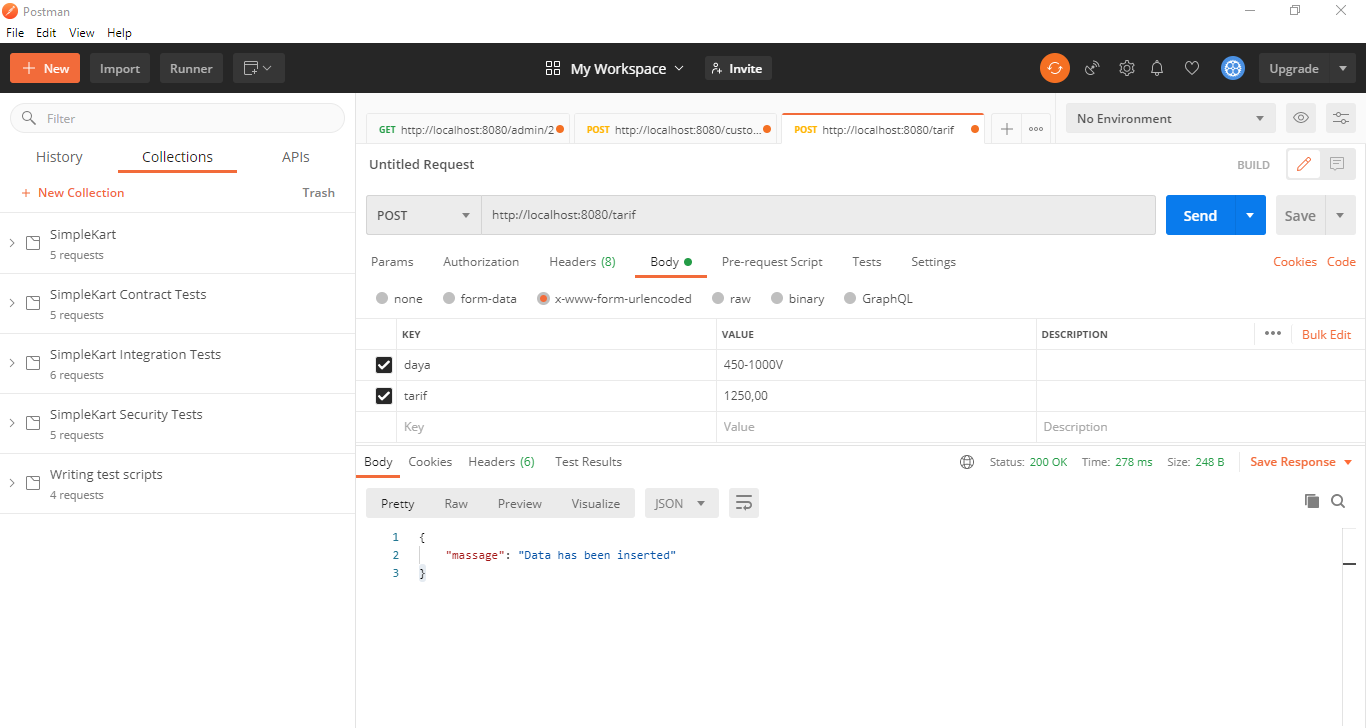 Postman
File Edit View Help
New Import Runner My Workspace Invite Upgrade
Filter
History Collections APIs
+ New Collection Trash
SimpleKart
5 requests
SimpleKart Contract Tests
5 requests
SimpleKart Integration Tests
6 requests
SimpleKart Security Tests
5 requests
Writing test scripts
4 requests
GET http://localhost:8080/admin/2 POST http://localhost:8080/custo... POST http://localhost:8080/tarif No Environment
Untitled Request BUILD
POST http://localhost:8080/tarif Send Save
Params Authorization Headers (8) Body Pre-request Script Tests Settings Cookies Code
none form-data x-www-form-urlencoded raw binary GraphQL
KEY VALUE DESCRIPTION ••• Bulk Edit
daya 450-1000V
tarif 1250,00
Key Value Description
Body Cookies Headers (6) Test Results Status: 200 OK Time: 278 ms Size: 248 B Save Response
Pretty Raw Preview Visualize JSON
1 {
2 "massage": "Data has been inserted"
3 }